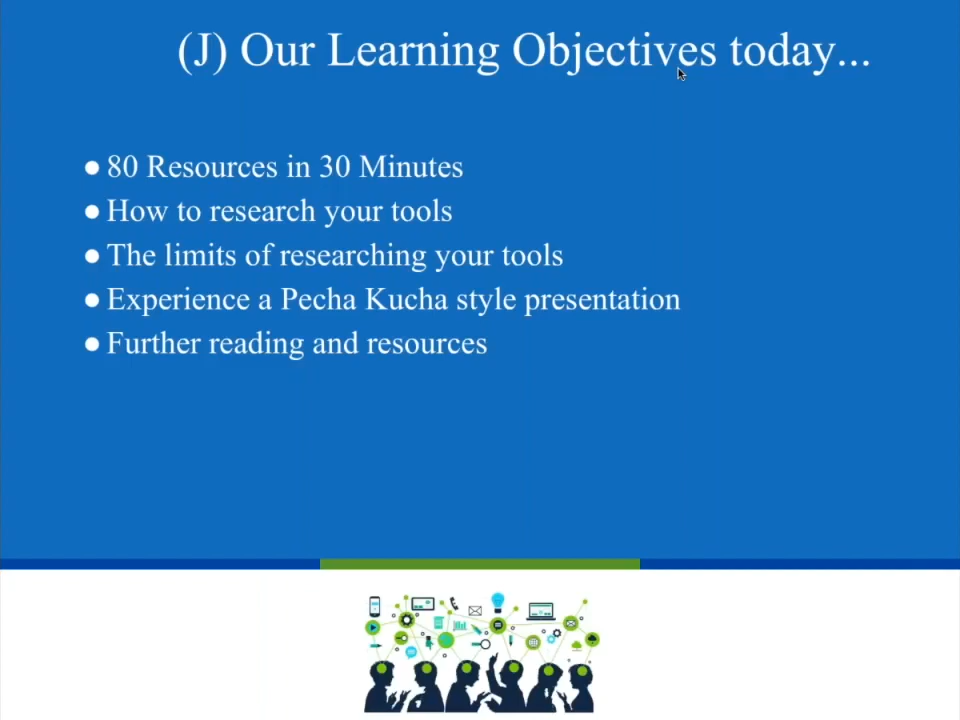 (J) Our Learning Objectives today...
●80 Resources in 30 Minutes
●How to research your tools
●The limits of researching your tools
●Experience a Pecha Kucha style presentation
●Further reading and resources